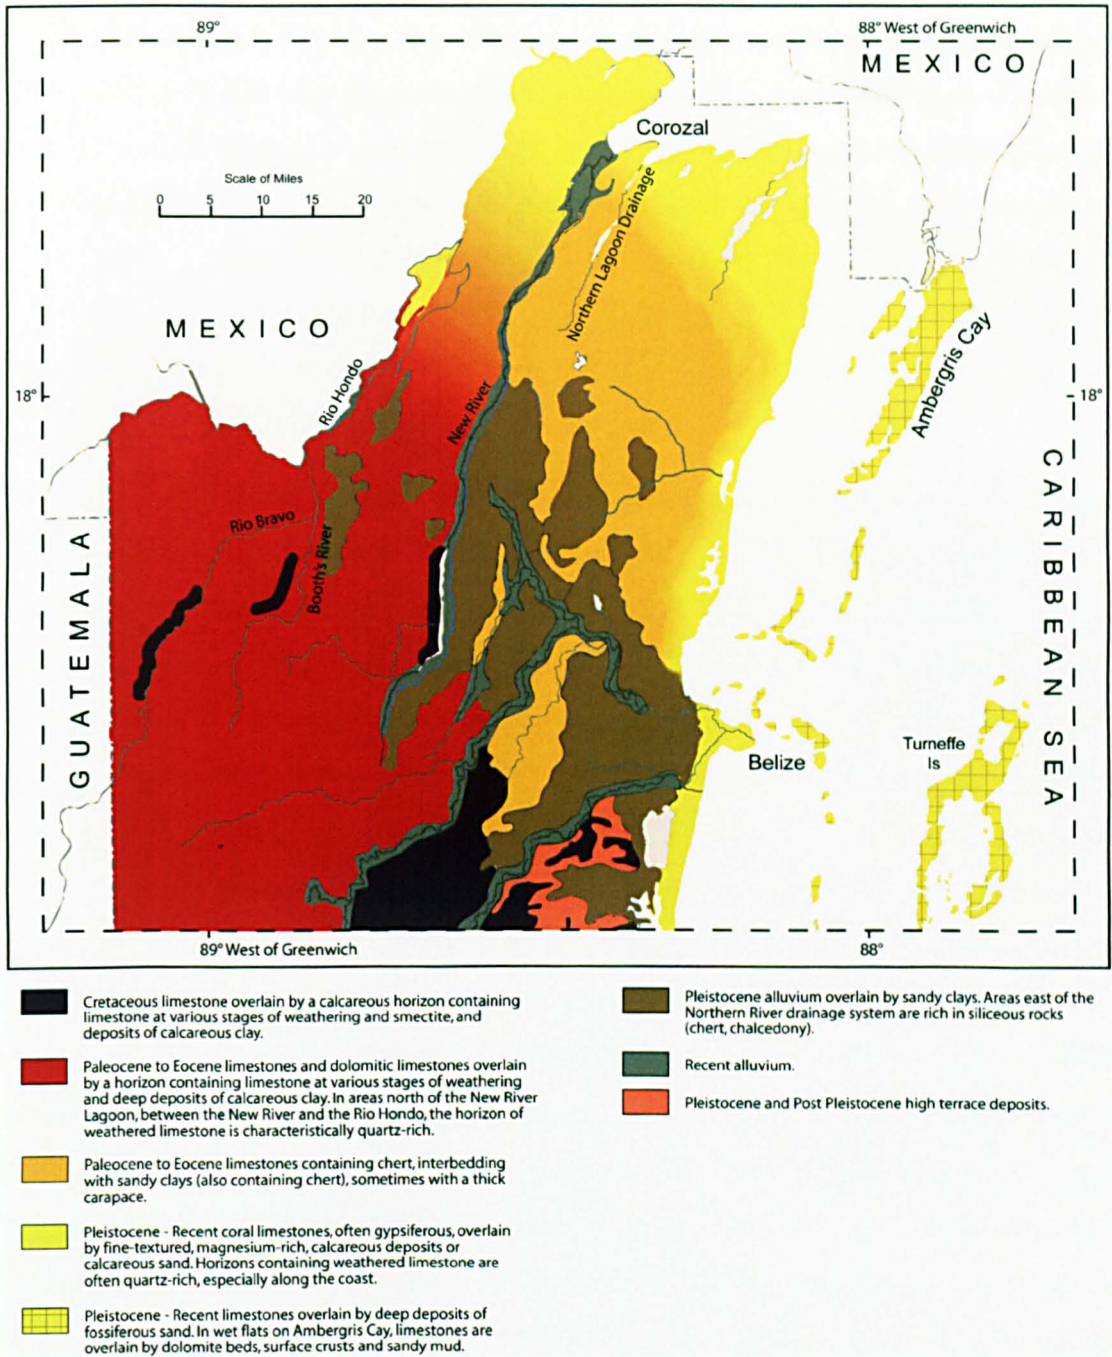 89°
88° West of Greenwich
MEXICO
Corozal
Scale of Miles
0 5 10 15 20
Northern Lagoon Drainage
MEXICO
Ambergris Cay
18°
18°
Rio Hondo
New River
CARIBBEAN SEA
Rio Bravo
Booth's River
GUATEMALA
Turneffe
Is
Belize
89° West of Greenwich
88°
Cretaceous limestone overlain by a calcareous horizon containing
limestone at various stages of weathering and smectite, and
deposits of calcareous clay.
Paleocene to Eocene limestones and dolomitic limestones overlain
by a horizon containing limestone at various stages of weathering
and deep deposits of calcareous clay. In areas north of the New River
Lagoon, between the New River and the Rio Hondo, the horizon of
weathered limestone is characteristically quartz-rich.
Paleocene to Eocene limestones containing chert, interbedding
with sandy clays (also containing chert), sometimes with a thick
carapace.
Pleistocene - Recent coral limestones, often gypsiferous, overlain
by fine-textured, magnesium-rich, calcareous deposits or
calcareous sand. Horizons containing weathered limestone are
often quartz-rich, especially along the coast.
Pleistocene - Recent limestones overlain by deep deposits of
fossiferous sand. In wet flats on Ambergris Cay, limestones are
overlain by dolomite beds, surface crusts and sandy mud.
Pleistocene alluvium overlain by sandy clays. Areas east of the
Northern River drainage system are rich in siliceous rocks
(chert, chalcedony).
Recent alluvium.
Pleistocene and Post Pleistocene high terrace deposits.